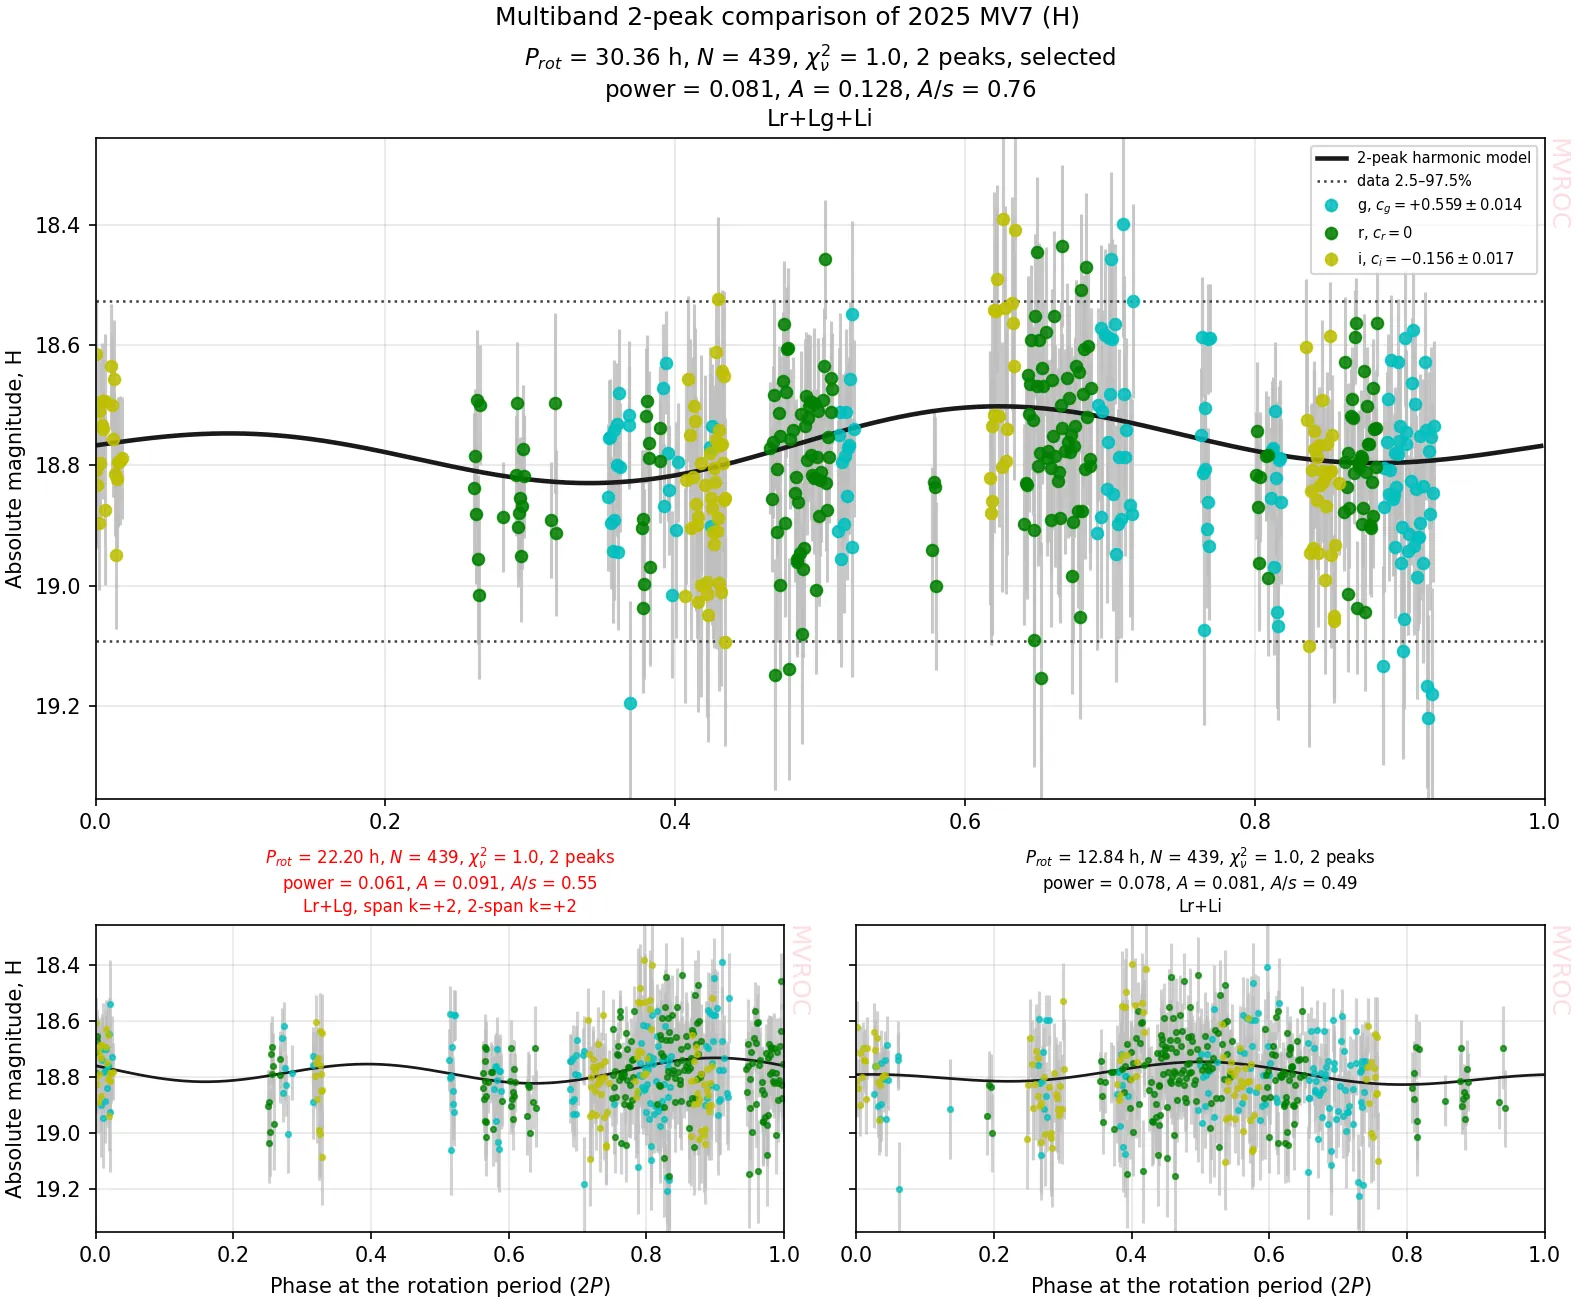 Multiband 2-peak comparison of 2025 MV7 (H)
P_rot = 30.36 h, N = 439, χ²_ν = 1.0, 2 peaks, selected
power = 0.081, A = 0.128, A/s = 0.76
Lr+Lg+Li
2-peak harmonic model
data 2.5–97.5%
g, c_g = +0.559 ± 0.014
r, c_r = 0
i, c_i = −0.156 ± 0.017
MVROC
Absolute magnitude, H
18.4
18.6
18.8
19.0
19.2
0.0 0.2 0.4 0.6 0.8 1.0
P_rot = 22.20 h, N = 439, χ²_ν = 1.0, 2 peaks
power = 0.061, A = 0.091, A/s = 0.55
Lr+Lg, span k=+2, 2-span k=+2
MVROC
Absolute magnitude, H
18.4
18.6
18.8
19.0
19.2
0.0 0.2 0.4 0.6 0.8 1.0
Phase at the rotation period (2P)
P_rot = 12.84 h, N = 439, χ²_ν = 1.0, 2 peaks
power = 0.078, A = 0.081, A/s = 0.49
Lr+Li
MVROC
0.0 0.2 0.4 0.6 0.8 1.0
Phase at the rotation period (2P)